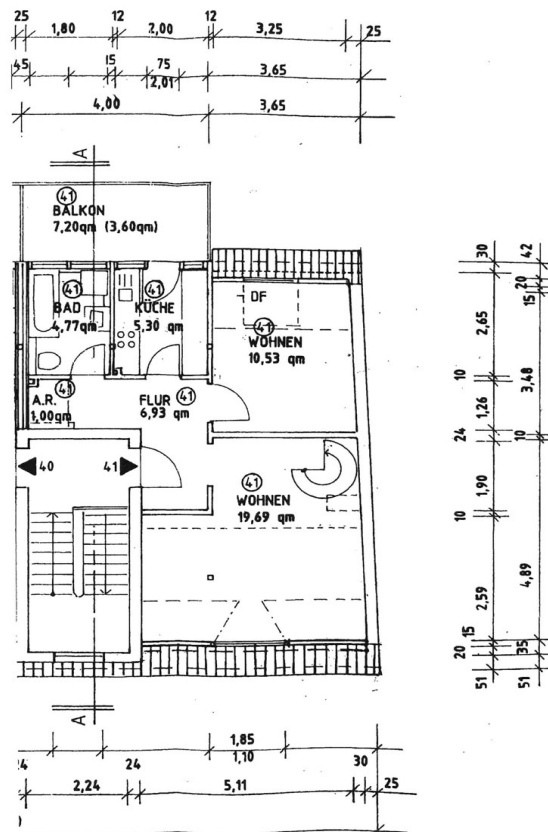 25 1,80 12 2,00 12 3,25 25
45 15 75 3,65
2,01
4,00 3,65
A
41
BALKON
7,20qm (3,60qm)
41
BAD
4,77qm
41
KÜCHE
5,30 qm
DF
41
WOHNEN
10,53 qm
A.R. 41
1,00qm
FLUR 41
6,93 qm
40 41
41
WOHNEN
19,69 qm
A
30 42
20
15
2,65
3,48
10
1,26
24 10
1,90
10
4,89
2,59
15
20 35
51 51
1,85
1,10
24 24 30
2,24 5,11 25
)